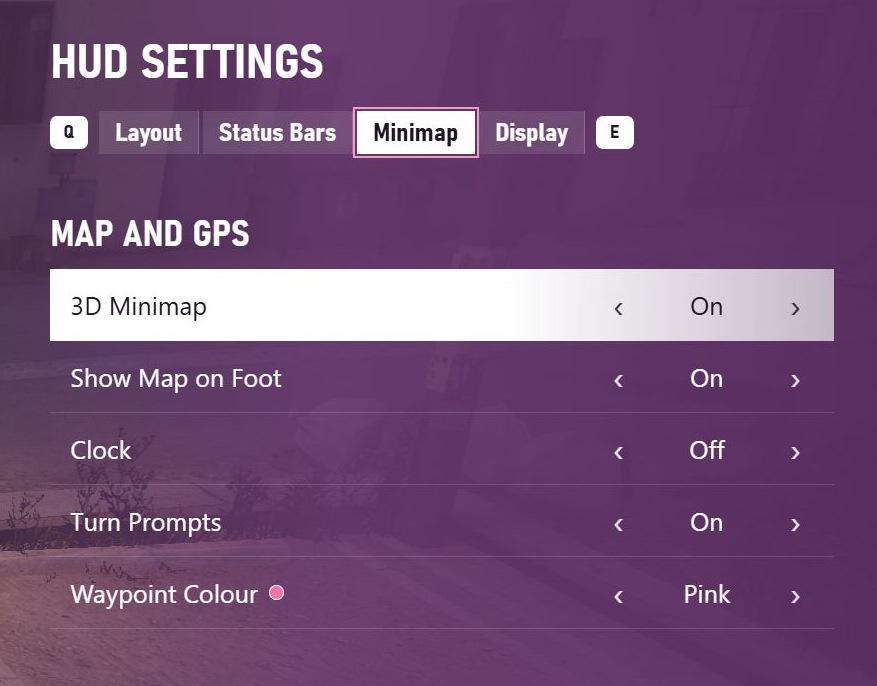 HUD SETTINGS
Q Layout Status Bars Minimap Display E
MAP AND GPS
3D Minimap ‹ On ›
Show Map on Foot ‹ On ›
Clock ‹ Off ›
Turn Prompts ‹ On ›
Waypoint Colour ‹ Pink ›